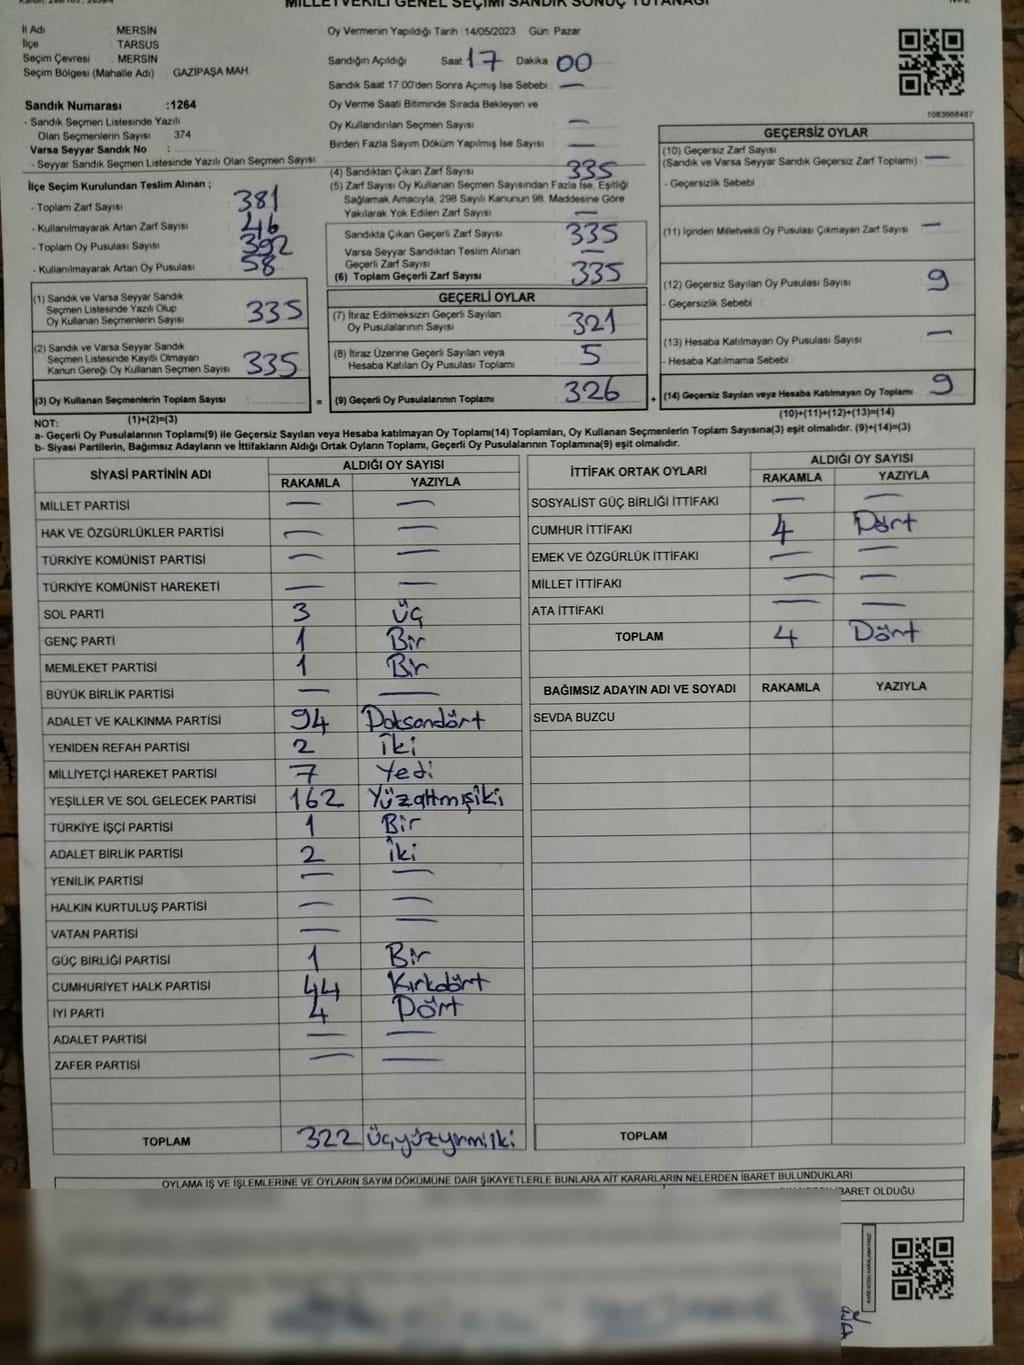 MİLLETVEKİLİ GENEL SEÇİMİ SANDIK SONUÇ TUTANAĞI
İl Adı : MERSİN
İlçe : TARSUS
Seçim Çevresi : MERSİN
Seçim Bölgesi (Mahalle Adı) : GAZİPAŞA MAH.
Sandık Numarası :1264
- Sandık Seçmen Listesinde Yazılı
Olan Seçmenlerin Sayısı : 374
Varsa Seyyar Sandık No :
- Seyyar Sandık Seçmen Listesinde Yazılı Olan Seçmen Sayısı:
Oy Vermenin Yapıldığı Tarih :14/05/2023 Gün: Pazar
Sandığın Açıldığı Saat 17 Dakika 00
Sandık Saat 17:00'den Sonra Açılmış İse Sebebi : —
Oy Verme Saati Bitiminde Sırada Bekleyen ve
Oy Kullandırılan Seçmen Sayısı : —
Birden Fazla Sayım Döküm Yapılmış İse Sayısı : —
(4) Sandıktan Çıkan Zarf Sayısı : 335
(5) Zarf Sayısı Oy Kullanan Seçmen Sayısından Fazla İse, Eşitliği
Sağlamak Amacıyla, 298 Sayılı Kanunun 98. Maddesine Göre
Yakılarak Yok Edilen Zarf Sayısı : —
1083668487
İlçe Seçim Kurulundan Teslim Alınan ;
- Toplam Zarf Sayısı : 381
- Kullanılmayarak Artan Zarf Sayısı : 46
- Toplam Oy Pusulası Sayısı : 392
- Kullanılmayarak Artan Oy Pusulası : 58
Sandıkta Çıkan Geçerli Zarf Sayısı : 335
Varsa Seyyar Sandıktan Teslim Alınan
Geçerli Zarf Sayısı : —
(6) Toplam Geçerli Zarf Sayısı : 335
(1) Sandık ve Varsa Seyyar Sandık
Seçmen Listesinde Yazılı Olup
Oy Kullanan Seçmenlerin Sayısı : 335
(2) Sandık ve Varsa Seyyar Sandık
Seçmen Listesinde Kayıtlı Olmayan
Kanun Gereği Oy Kullanan Seçmen Sayısı : 335
(3) Oy Kullanan Seçmenlerin Toplam Sayısı :
=
(1)+(2)=(3)
GEÇERLİ OYLAR
(7) İtiraz Edilmeksizin Geçerli Sayılan
Oy Pusulalarının Sayısı : 321
(8) İtiraz Üzerine Geçerli Sayılan veya
Hesaba Katılan Oy Pusulası Toplamı : 5
(9) Geçerli Oy Pusulalarının Toplamı : 326
+
GEÇERSİZ OYLAR
(10) Geçersiz Zarf Sayısı
(Sandık ve Varsa Seyyar Sandık Geçersiz Zarf Toplamı) : —
- Geçersizlik Sebebi :
(11) İçinden Milletvekili Oy Pusulası Çıkmayan Zarf Sayısı : —
(12) Geçersiz Sayılan Oy Pusulası Sayısı : 9
- Geçersizlik Sebebi :
(13) Hesaba Katılmayan Oy Pusulası Sayısı : —
- Hesaba Katılmama Sebebi :
(14) Geçersiz Sayılan veya Hesaba Katılmayan Oy Toplamı : 9
(10)+(11)+(12)+(13)=(14)
NOT:
a- Geçerli Oy Pusulalarının Toplamı(9) ile Geçersiz Sayılan veya Hesaba katılmayan Oy Toplamı(14) Toplamları, Oy Kullanan Seçmenlerin Toplam Sayısına(3) eşit olmalıdır. (9)+(14)=(3)
b- Siyasi Partilerin, Bağımsız Adayların ve İttifakların Aldığı Ortak Oyların Toplamı, Geçerli Oy Pusulalarının Toplamına(9) eşit olmalıdır.
SİYASİ PARTİNİN ADI ALDIĞI OY SAYISI
RAKAMLA YAZIYLA
MİLLET PARTİSİ — —
HAK VE ÖZGÜRLÜKLER PARTİSİ — —
TÜRKİYE KOMÜNİST PARTİSİ — —
TÜRKİYE KOMÜNİST HAREKETİ — —
SOL PARTİ 3 üç
GENÇ PARTİ 1 Bir
MEMLEKET PARTİSİ 1 Bir
BÜYÜK BİRLİK PARTİSİ — —
ADALET VE KALKINMA PARTİSİ 94 Doksandört
YENİDEN REFAH PARTİSİ 2 İki
MİLLİYETÇİ HAREKET PARTİSİ 7 Yedi
YEŞİLLER VE SOL GELECEK PARTİSİ 162 Yüzaltmışiki
TÜRKİYE İŞÇİ PARTİSİ 1 Bir
ADALET BİRLİK PARTİSİ 2 İki
YENİLİK PARTİSİ — —
HALKIN KURTULUŞ PARTİSİ — —
VATAN PARTİSİ — —
GÜÇ BİRLİĞİ PARTİSİ 1 Bir
CUMHURİYET HALK PARTİSİ 44 Kırkdört
İYİ PARTİ 4 Dört
ADALET PARTİSİ — —
ZAFER PARTİSİ — —
TOPLAM 322 üçyüzyirmiiki
İTTİFAK ORTAK OYLARI ALDIĞI OY SAYISI
RAKAMLA YAZIYLA
SOSYALİST GÜÇ BİRLİĞİ İTTİFAKI — —
CUMHUR İTTİFAKI 4 Dört
EMEK VE ÖZGÜRLÜK İTTİFAKI — —
MİLLET İTTİFAKI — —
ATA İTTİFAKI — —
TOPLAM 4 Dört
BAĞIMSIZ ADAYIN ADI VE SOYADI RAKAMLA YAZIYLA
SEVDA BUZCU
TOPLAM
OYLAMA İŞ VE İŞLEMLERİNE VE OYLARIN SAYIM DÖKÜMÜNE DAİR ŞİKAYETLERLE BUNLARA AİT KARARLARIN NELERDEN İBARET BULUNDUKLARI
İBARET OLDUĞU